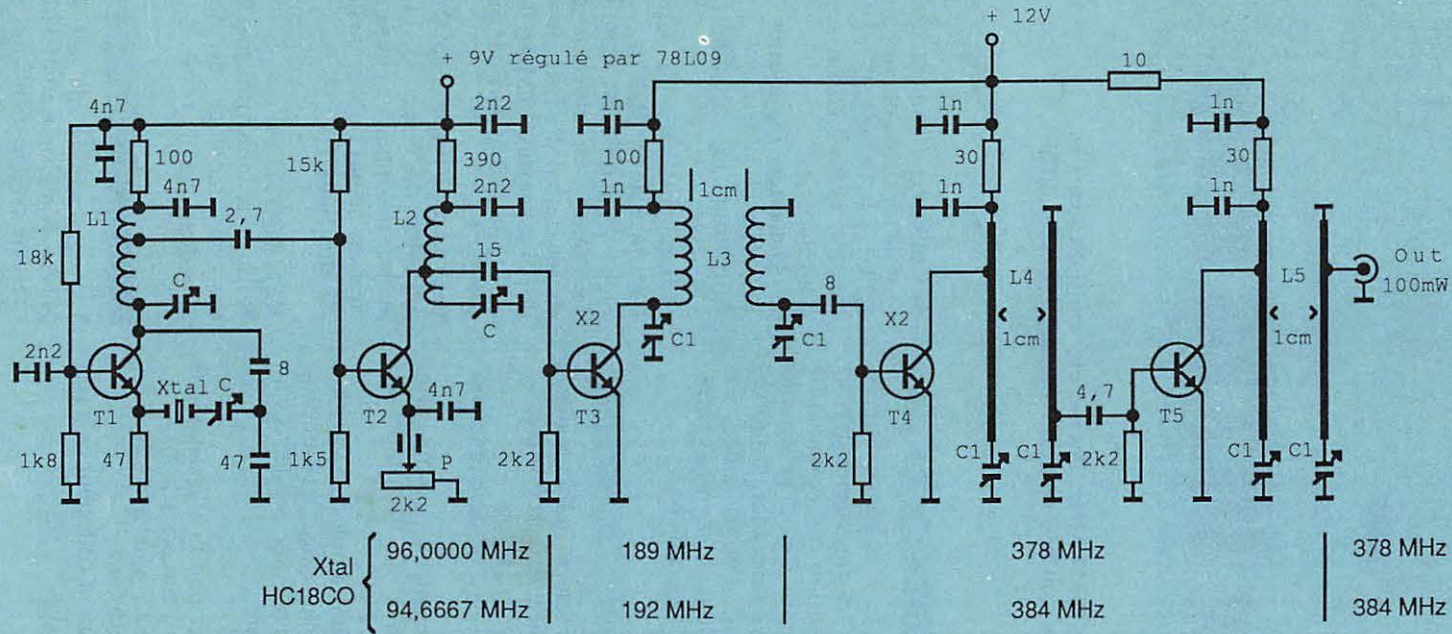 + 12V
+ 9V régulé par 78L09
10
4n7
2n2
1n
1n
1n
100
15k
390
100
30
30
4n7
2n2
1n
1cm
1n
1n
L1
2,7
L2
15
L3
L4
L5
Out
100mW
18k
C
C
8
1cm
1cm
X2
C1
C1
X2
2n2
8
Xtal
C
4n7
4,7
T1
T2
T3
T4
T5
1k8
47
47
1k5
P
2k2
2k2
2k2
C1
C1
2k2
C1
C1
Xtal
HC18CO
96,0000 MHz
189 MHz
378 MHz
378 MHz
94,6667 MHz
192 MHz
384 MHz
384 MHz